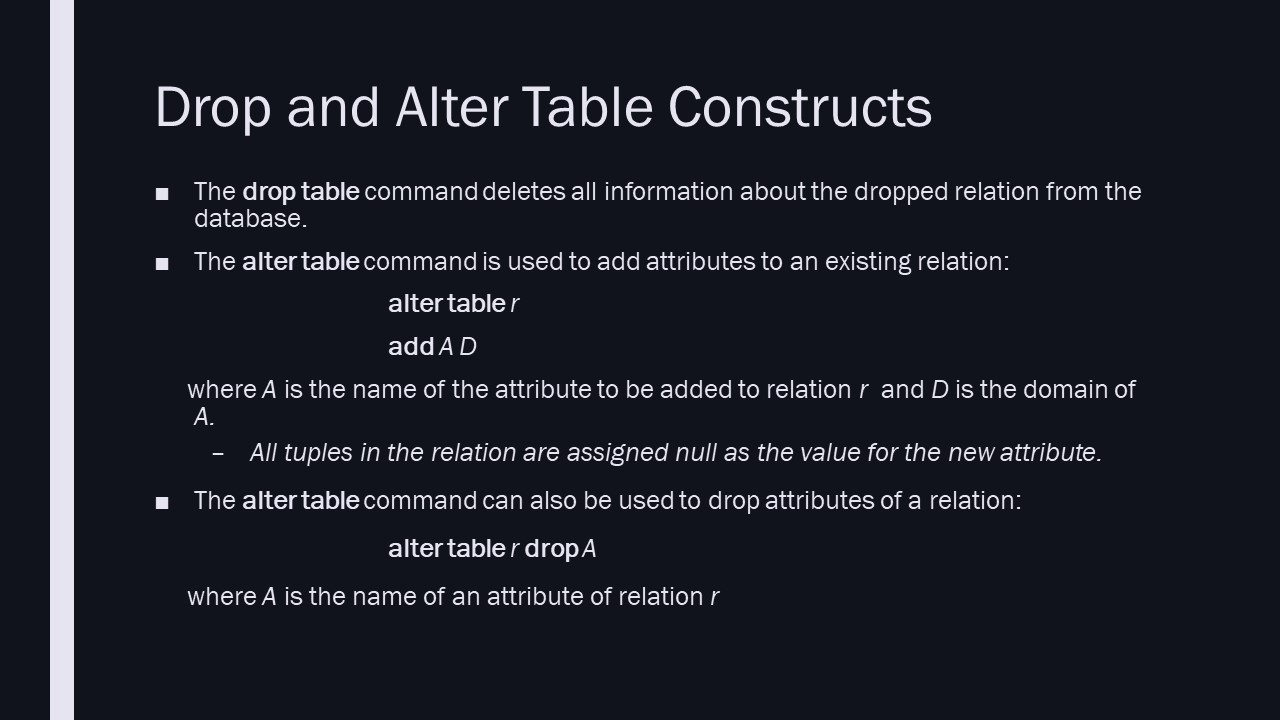 Drop and Alter Table Constructs
■ The drop table command deletes all information about the dropped relation from the
database.
■ The alter table command is used to add attributes to an existing relation:
alter table r
add A D
where A is the name of the attribute to be added to relation r and D is the domain of
A.
– All tuples in the relation are assigned null as the value for the new attribute.
■ The alter table command can also be used to drop attributes of a relation:
alter table r drop A
where A is the name of an attribute of relation r